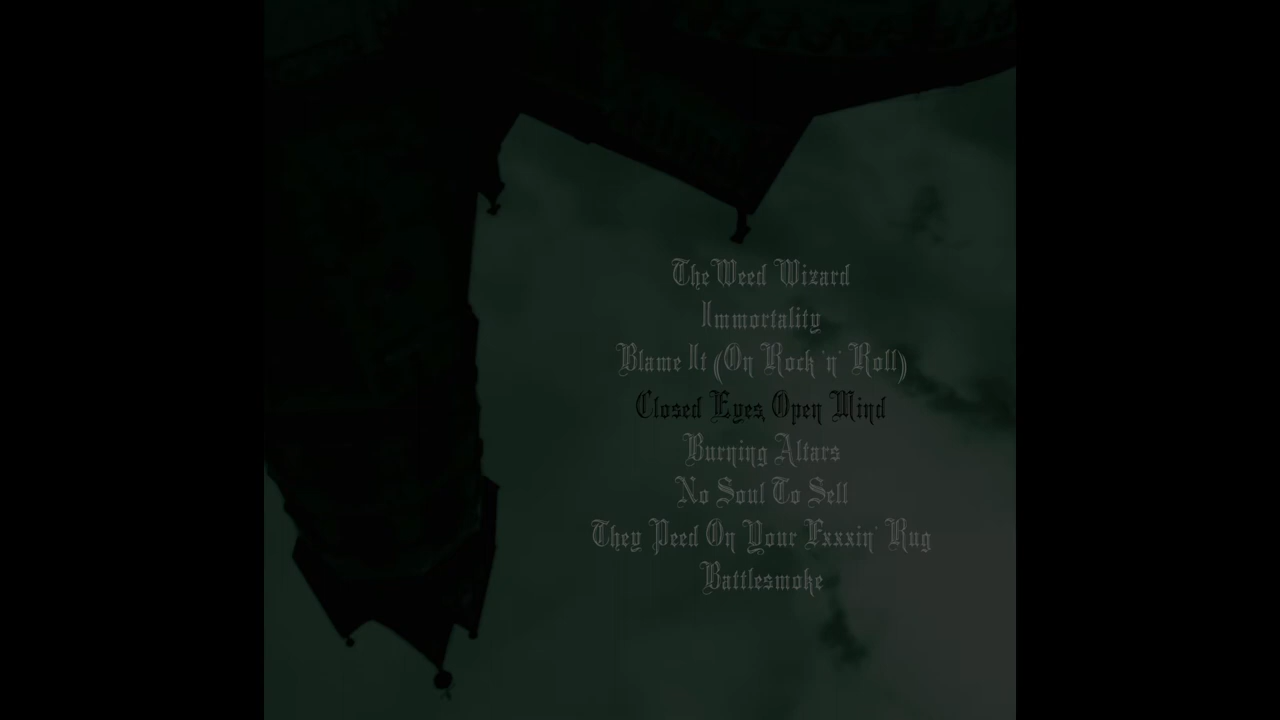 The Weed Wizard
Immortality
Blame It (On Rock 'n' Roll)
Closed Eyes, Open Mind
Burning Altars
No Soul To Sell
They Peed On Your Fxxxin' Rug
Battlesmoke